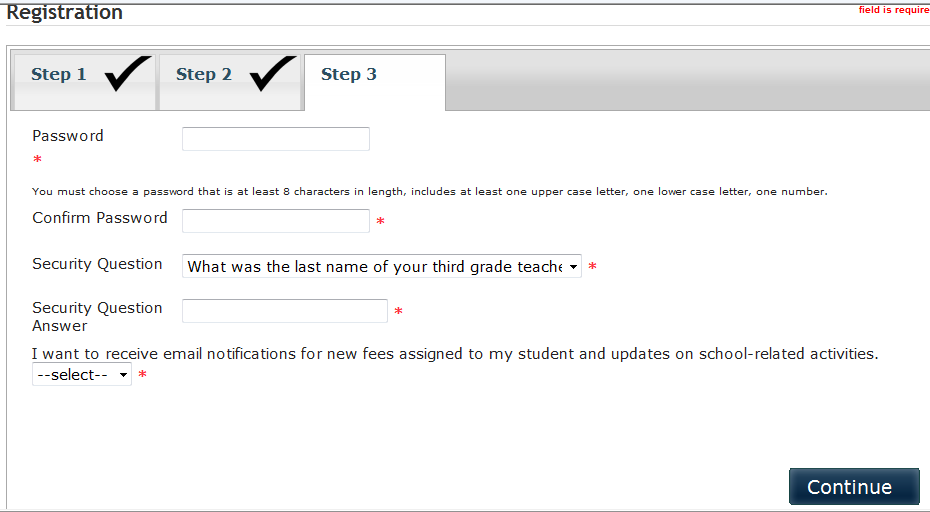 Registration
field is require
Step 1
Step 2
Step 3
Password
*
You must choose a password that is at least 8 characters in length, includes at least one upper case letter, one lower case letter, one number.
Confirm Password
*
Security Question
What was the last name of your third grade teache
*
Security Question
Answer
*
I want to receive email notifications for new fees assigned to my student and updates on school-related activities.
--select--
*
Continue